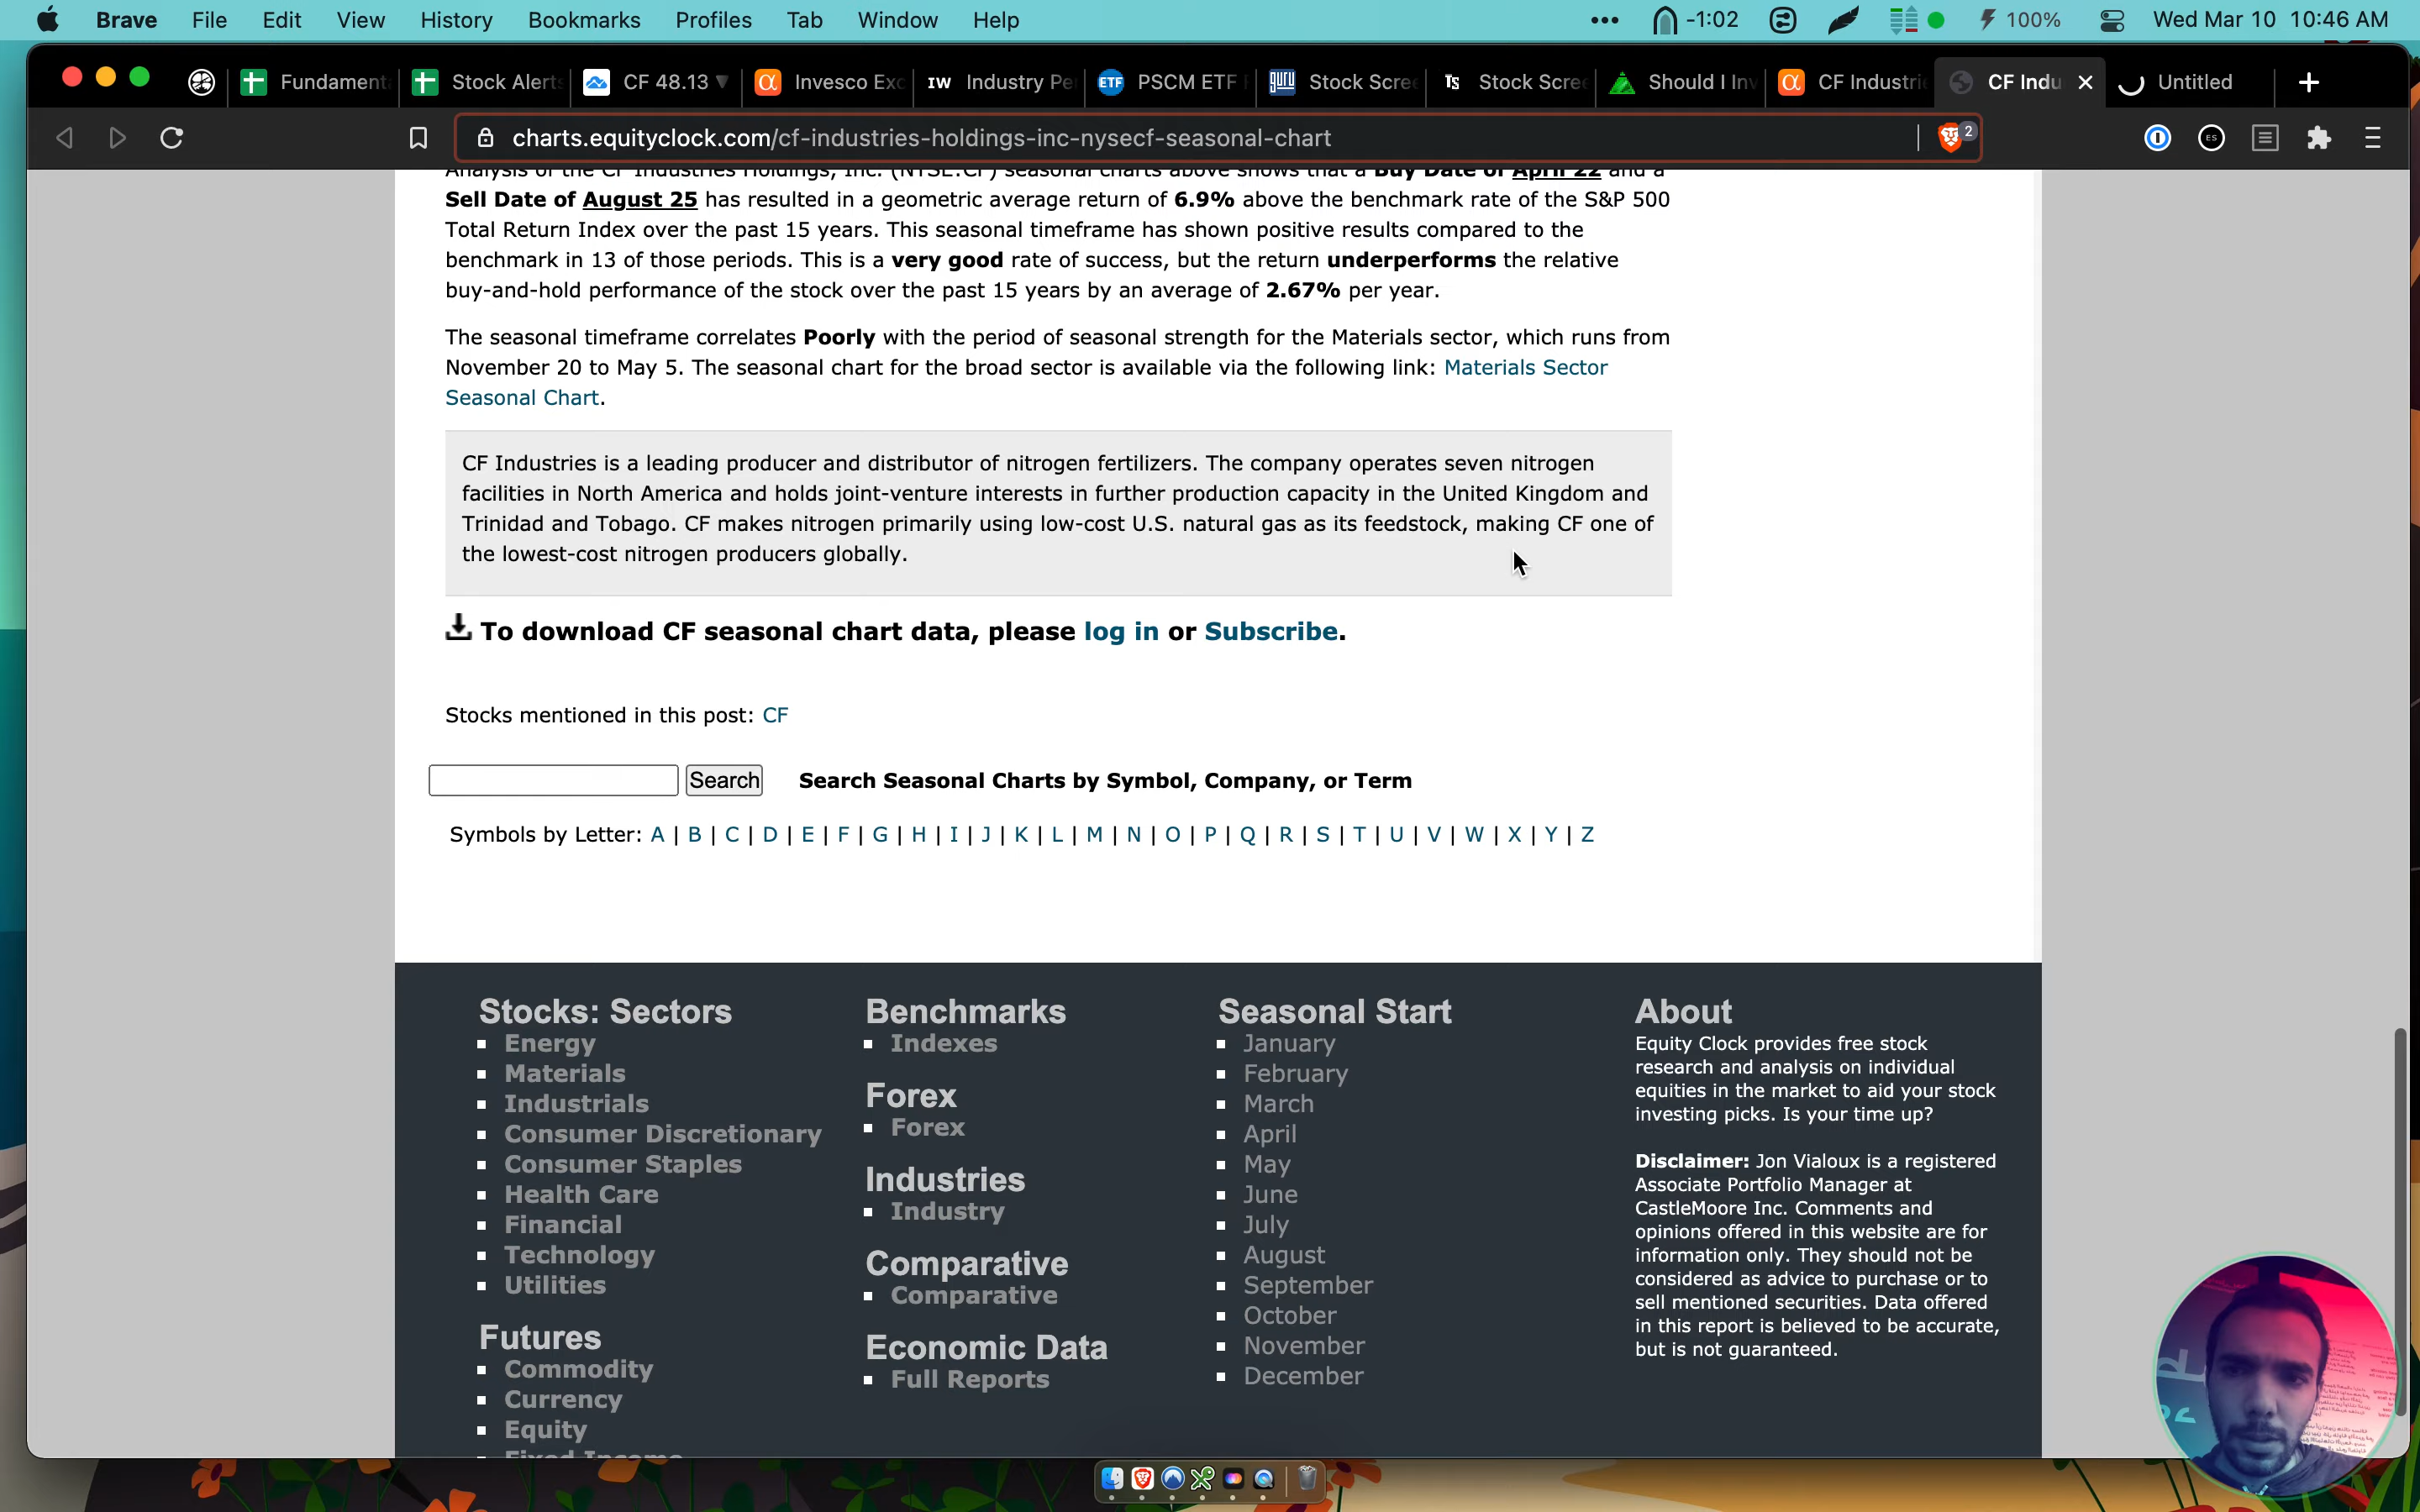 Brave File Edit View History Bookmarks Profiles Tab Window Help ••• -1:02 100% Wed Mar 10 10:46 AM
Fundament Stock Alert CF 48.13 ▼ Invesco Exc IW Industry Pe ETF PSCM ETF guru Stock Scre TS Stock Scre Should I Inv CF Industri CF Indu Untitled
charts.equityclock.com/cf-industries-holdings-inc-nysecf-seasonal-chart 2
Analysis of the CF Industries Holdings, Inc. (NYSE:CF) seasonal charts above shows that a Buy Date of April 22 and a
Sell Date of August 25 has resulted in a geometric average return of 6.9% above the benchmark rate of the S&P 500
Total Return Index over the past 15 years. This seasonal timeframe has shown positive results compared to the
benchmark in 13 of those periods. This is a very good rate of success, but the return underperforms the relative
buy-and-hold performance of the stock over the past 15 years by an average of 2.67% per year.
The seasonal timeframe correlates Poorly with the period of seasonal strength for the Materials sector, which runs from
November 20 to May 5. The seasonal chart for the broad sector is available via the following link: Materials Sector
Seasonal Chart.
CF Industries is a leading producer and distributor of nitrogen fertilizers. The company operates seven nitrogen
facilities in North America and holds joint-venture interests in further production capacity in the United Kingdom and
Trinidad and Tobago. CF makes nitrogen primarily using low-cost U.S. natural gas as its feedstock, making CF one of
the lowest-cost nitrogen producers globally.
To download CF seasonal chart data, please log in or Subscribe.
Stocks mentioned in this post: CF
Search Search Seasonal Charts by Symbol, Company, or Term
Symbols by Letter: A | B | C | D | E | F | G | H | I | J | K | L | M | N | O | P | Q | R | S | T | U | V | W | X | Y | Z
Stocks: Sectors
Energy
Materials
Industrials
Consumer Discretionary
Consumer Staples
Health Care
Financial
Technology
Utilities
Futures
Commodity
Currency
Equity
Fixed Income
Benchmarks
Indexes
Forex
Forex
Industries
Industry
Comparative
Comparative
Economic Data
Full Reports
Seasonal Start
January
February
March
April
May
June
July
August
September
October
November
December
About
Equity Clock provides free stock
research and analysis on individual
equities in the market to aid your stock
investing picks. Is your time up?
Disclaimer: Jon Vialoux is a registered
Associate Portfolio Manager at
CastleMoore Inc. Comments and
opinions offered in this website are for
information only. They should not be
considered as advice to purchase or to
sell mentioned securities. Data offered
in this report is believed to be accurate,
but is not guaranteed.